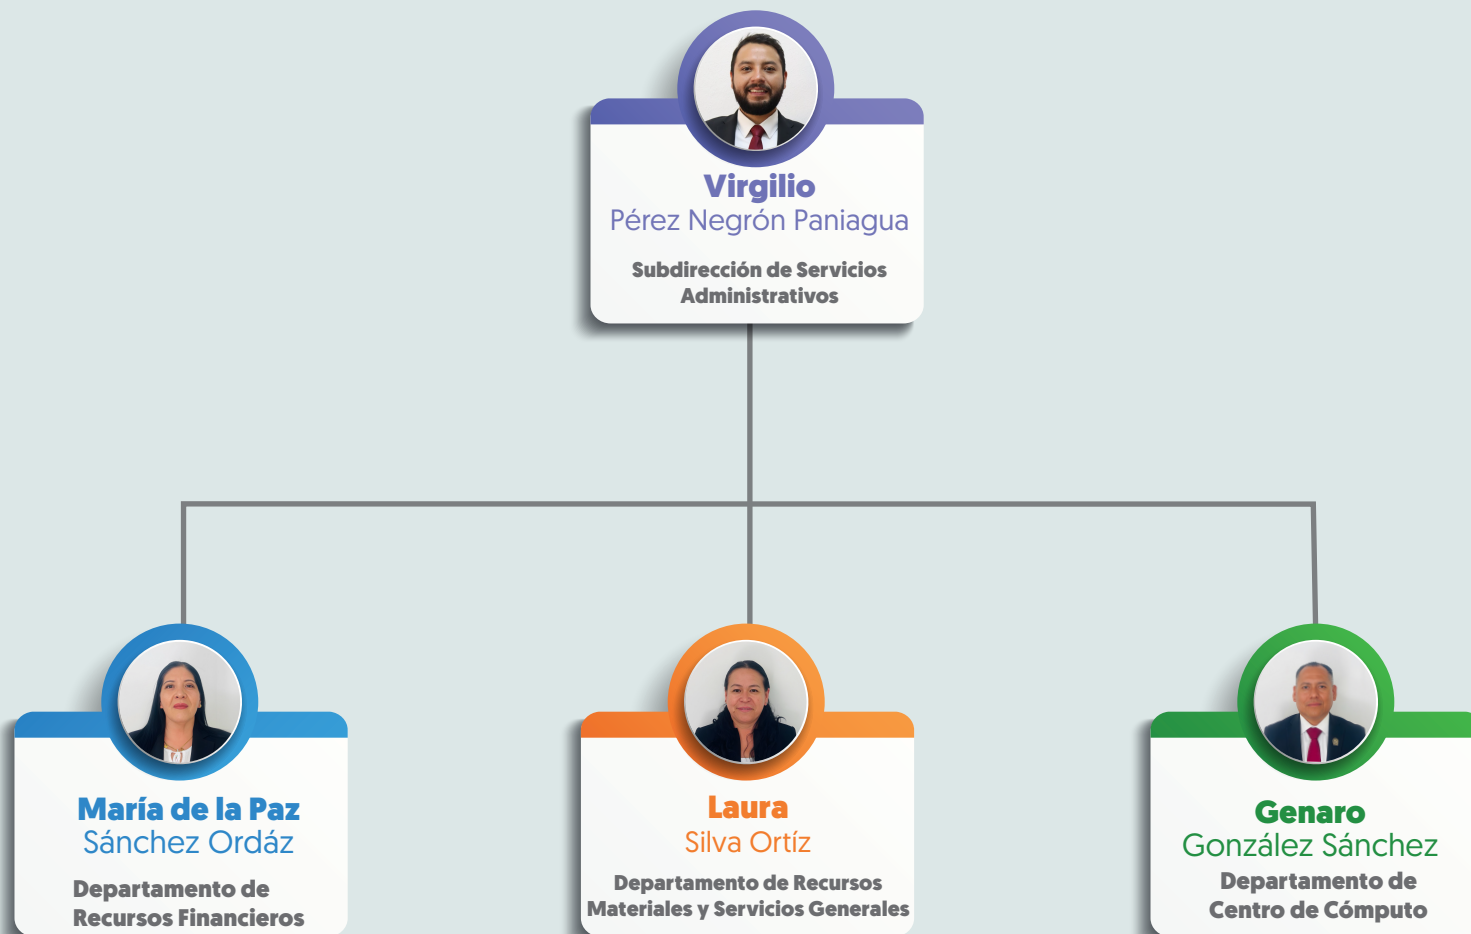 Virgilio
Pérez Negrón Paniagua
Subdirección de Servicios
Administrativos
María de la Paz
Sánchez Ordáz
Departamento de
Recursos Financieros
Laura
Silva Ortíz
Departamento de Recursos
Materiales y Servicios Generales
Genaro
González Sánchez
Departamento de
Centro de Cómputo